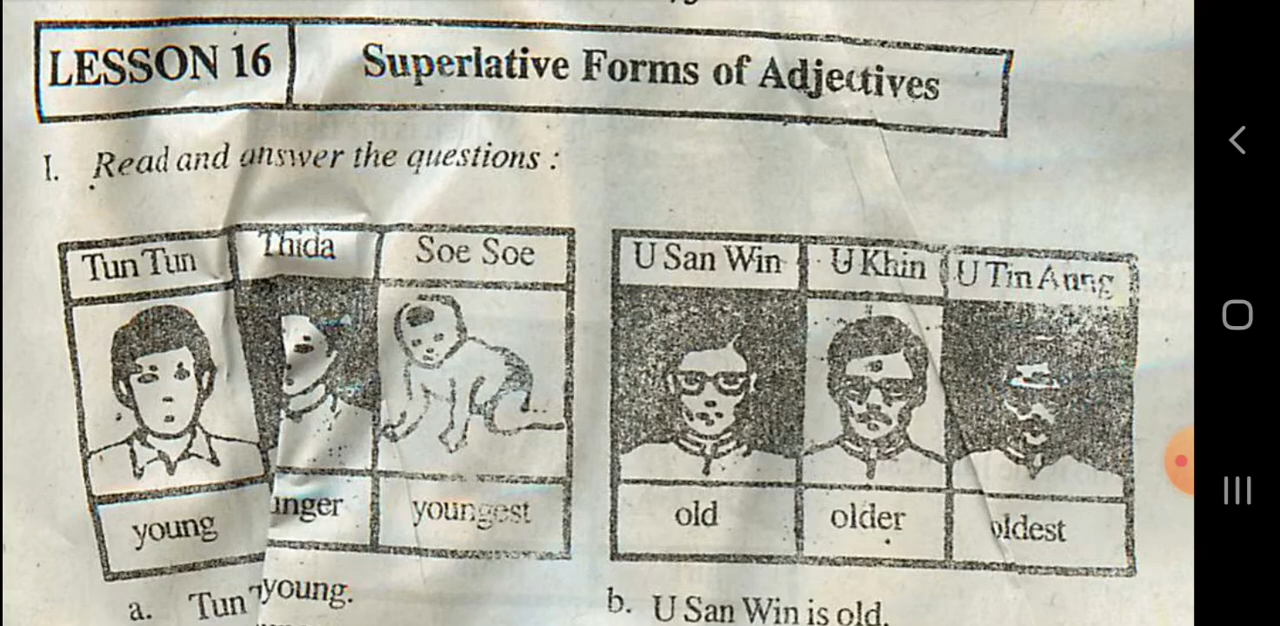 LESSON 16
Superlative Forms of Adjectives
I. Read and answer the questions :
Tun Tun
Thida
Soe Soe
young
unger
youngest
U San Win
U Khin
U Tin Aung
old
older
oldest
a. Tun young.
b. U San Win is old.